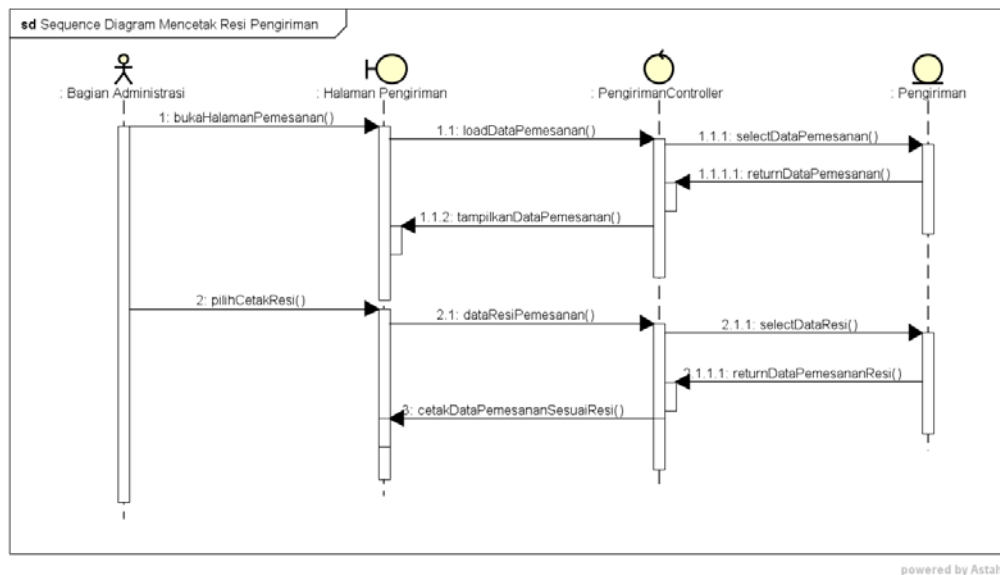 sd Sequence Diagram Mencetak Resi Pengiriman
: Bagian Administrasi
: Halaman Pengiriman
: PengirimanController
: Pengiriman
1: bukaHalamanPemesanan()
1.1: loadDataPemesanan()
1.1.1: selectDataPemesanan()
1.1.1.1: returnDataPemesanan()
1.1.2: tampilkanDataPemesanan()
2: pilihCetakResi()
2.1: dataResiPemesanan()
2.1.1: selectDataResi()
2.1.1.1: returnDataPemesananResi()
3: cetakDataPemesananSesuaiResi()
powered by Astah